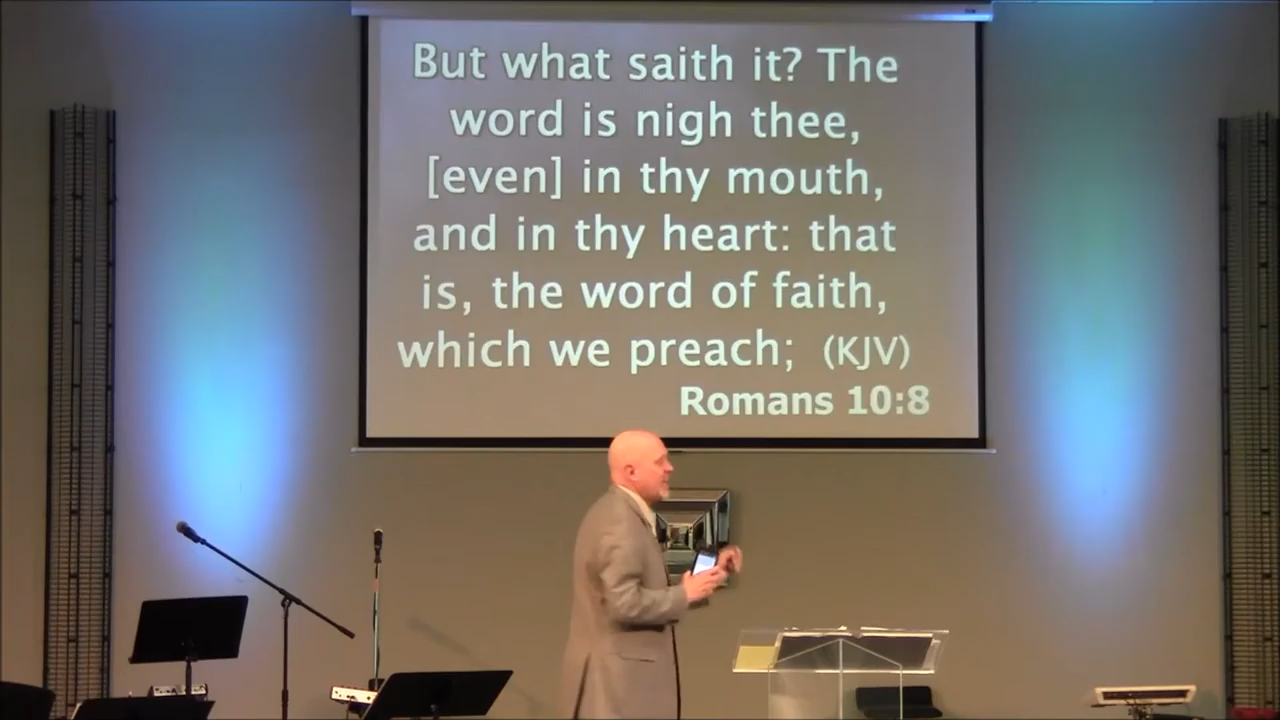 But what saith it? The
word is nigh thee,
[even] in thy mouth,
and in thy heart: that
is, the word of faith,
which we preach; (KJV)
Romans 10:8